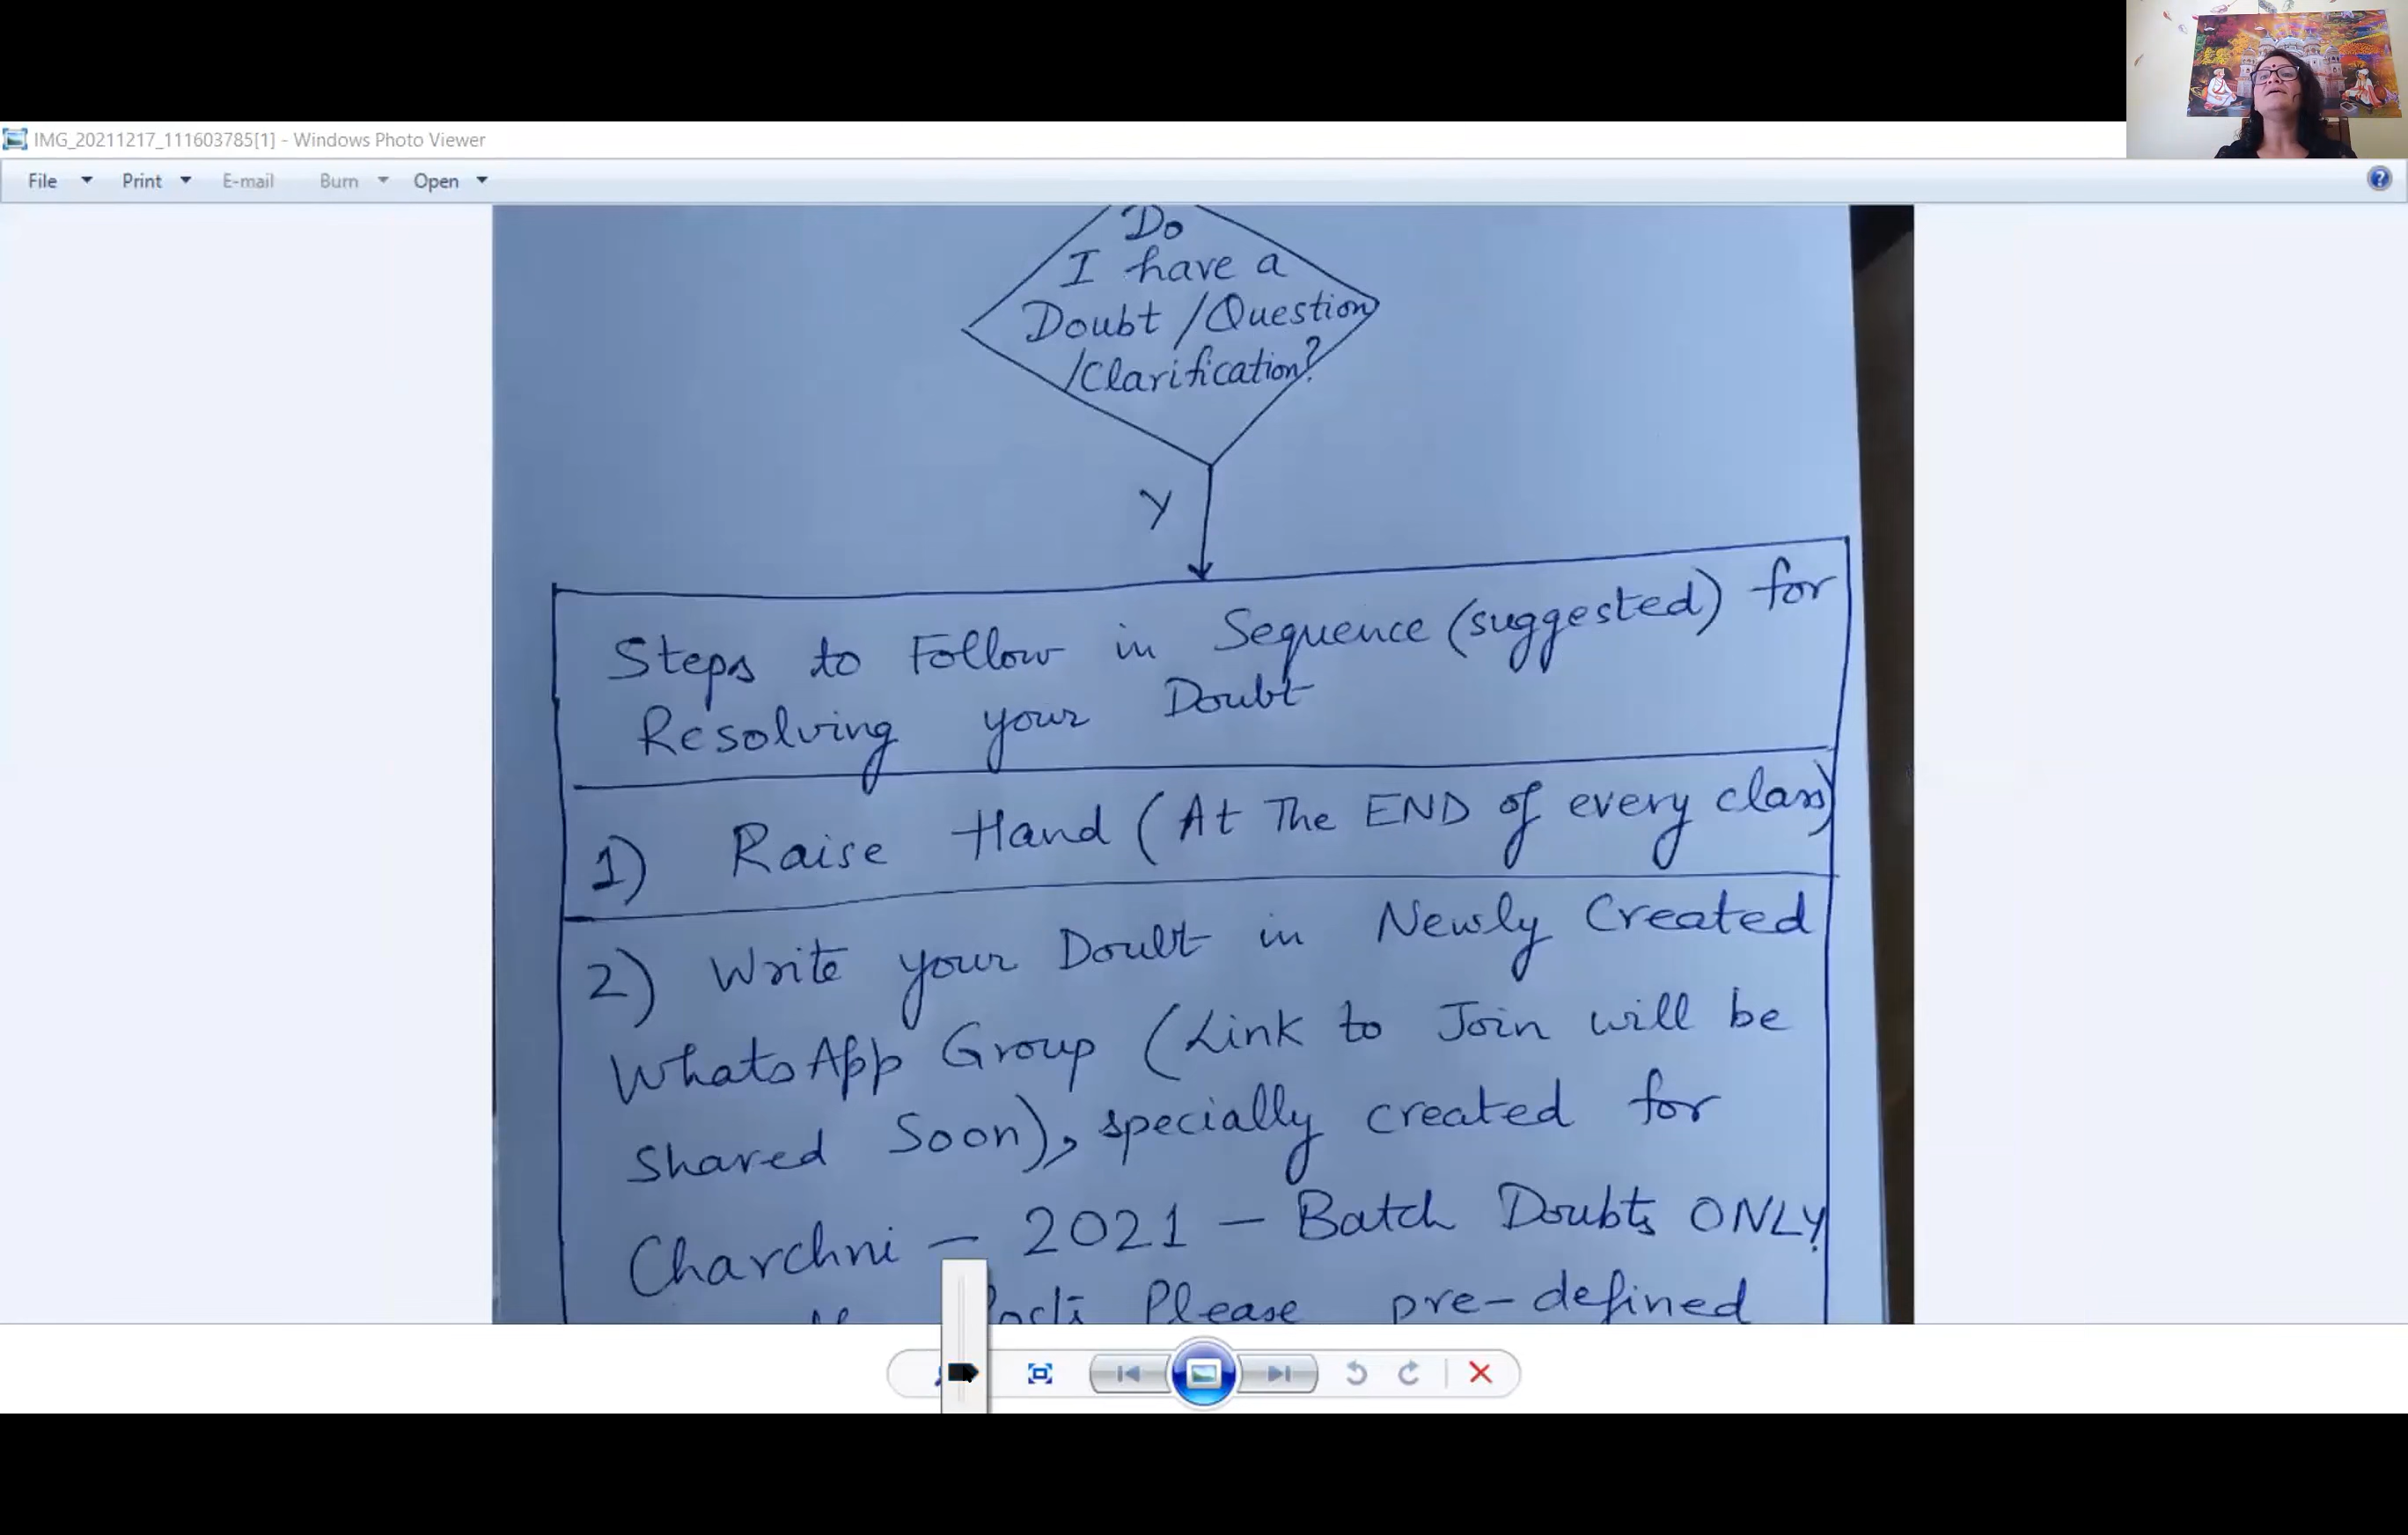 IMG_20211217_111603785[1] - Windows Photo Viewer
File Print E-mail Burn Open
Do
I have a
Doubt /Question
/Clarification?
Y
Steps to Follow in Sequence (suggested) for
Resolving your Doubt
1) Raise Hand (At The END of every class)
2) Write your Doubt in Newly Created
WhatsApp Group (Link to Join will be
Shared Soon), specially created for
Charchni - 2021 - Batch Doubts ONLY
Please pre-defined